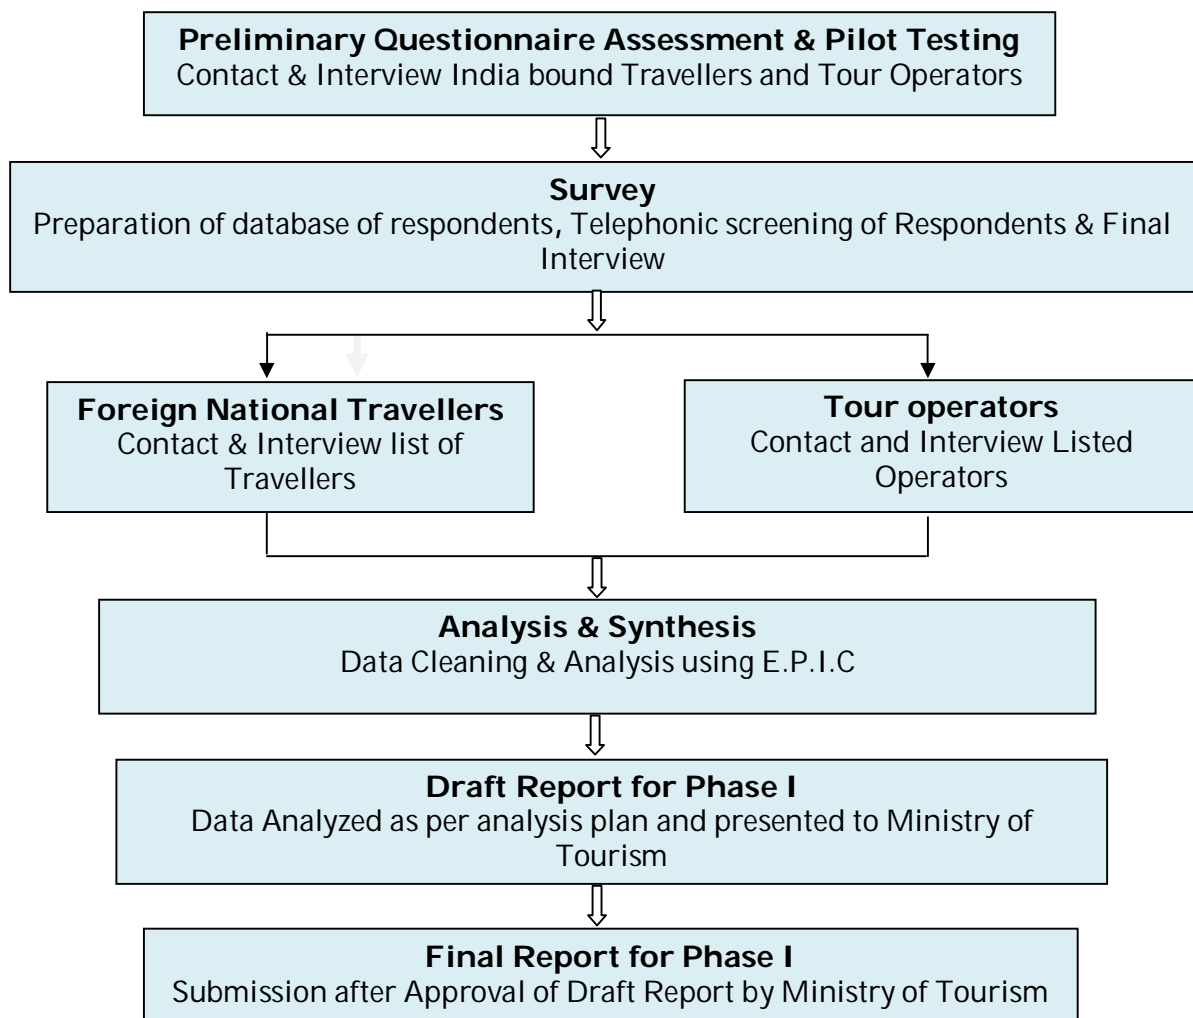 Preliminary Questionnaire Assessment & Pilot Testing
Contact & Interview India bound Travellers and Tour Operators
Survey
Preparation of database of respondents, Telephonic screening of Respondents & Final
Interview
Foreign National Travellers
Contact & Interview list of
Travellers
Tour operators
Contact and Interview Listed
Operators
Analysis & Synthesis
Data Cleaning & Analysis using E.P.I.C
Draft Report for Phase I
Data Analyzed as per analysis plan and presented to Ministry of
Tourism
Final Report for Phase I
Submission after Approval of Draft Report by Ministry of Tourism